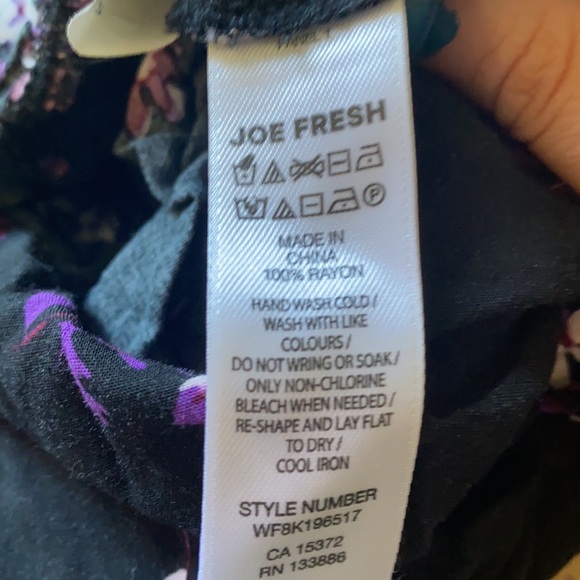 JOE FRESH
MADE IN
CHINA
100% RAYON
HAND WASH COLD /
WASH WITH LIKE
COLOURS /
DO NOT WRING OR SOAK /
ONLY NON-CHLORINE
BLEACH WHEN NEEDED /
RE-SHAPE AND LAY FLAT
TO DRY /
COOL IRON
STYLE NUMBER
WF8K196517
CA 15372
RN 133886